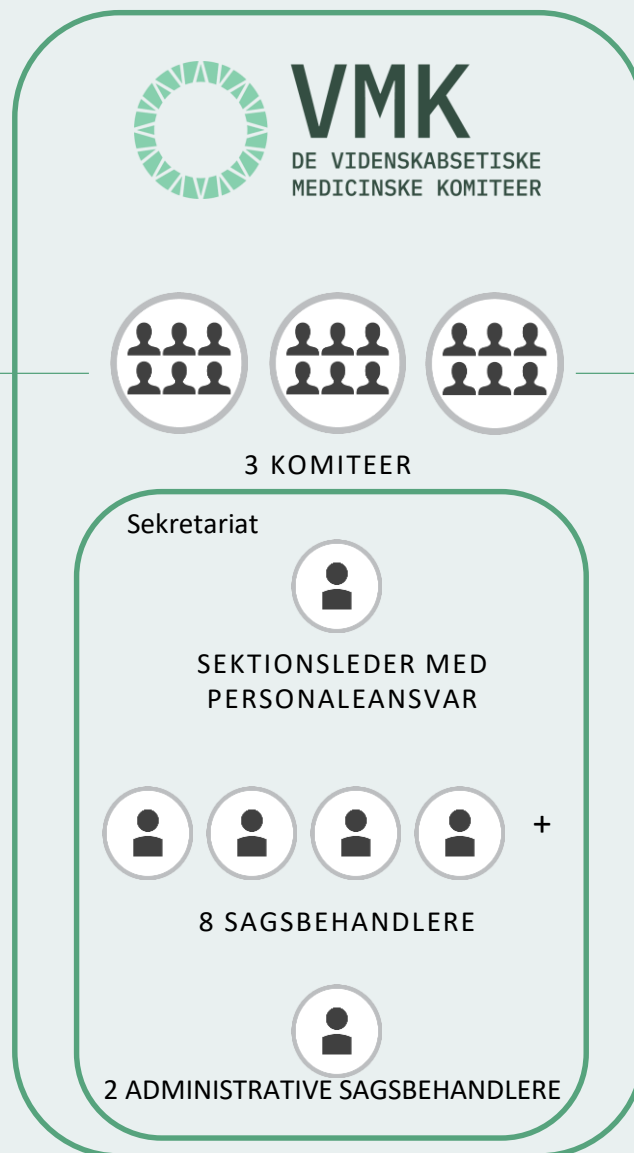 VMK
DE VIDENSKABSETISKE
MEDICINSKE KOMITEER
3 KOMITEER
Sekretariat
SEKTIONSLEDER MED
PERSONALEANSVAR
+
8 SAGSBEHANDLERE
2 ADMINISTRATIVE SAGSBEHANDLERE